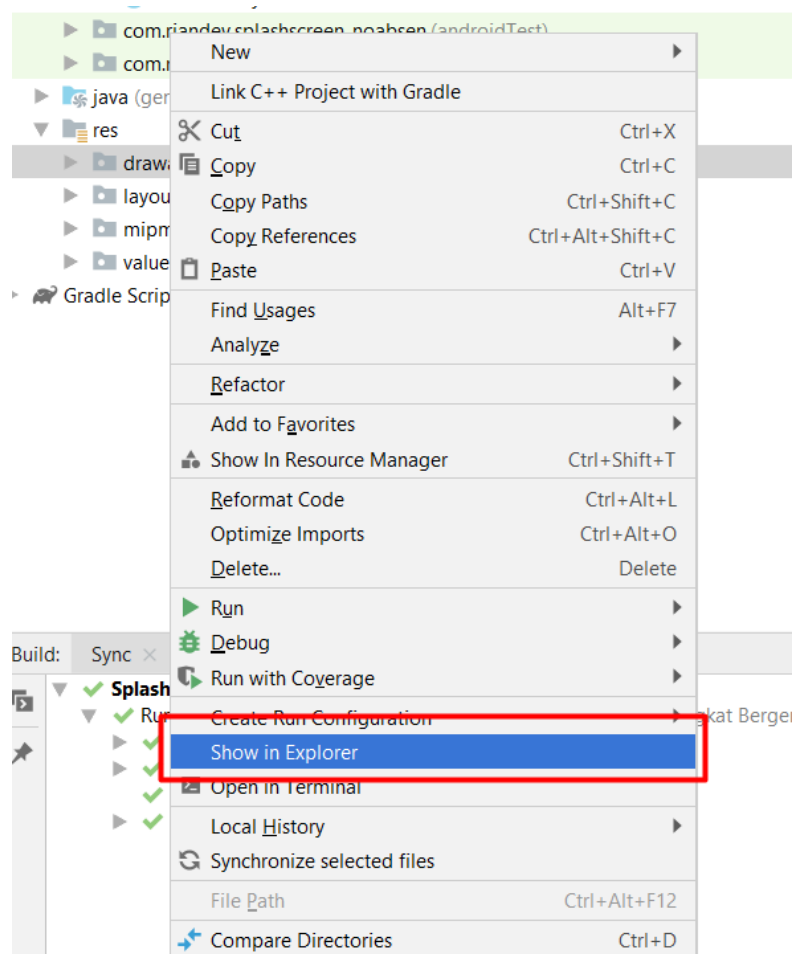 com.riandev.splashscreen_noabsen (androidTest)
com.r
New
Link C++ Project with Gradle
java (ger
res
Cut Ctrl+X
drawa
Copy Ctrl+C
layou
Copy Paths Ctrl+Shift+C
mipm
Copy References Ctrl+Alt+Shift+C
value
Paste Ctrl+V
Gradle Scrip
Find Usages Alt+F7
Analyze
Refactor
Add to Favorites
Show In Resource Manager Ctrl+Shift+T
Reformat Code Ctrl+Alt+L
Optimize Imports Ctrl+Alt+O
Delete... Delete
Run
Debug
Build: Sync
Run with Coverage
Splash
Create Run Configuration
Run
gkat Berger
Show in Explorer
Open in Terminal
Local History
Synchronize selected files
File Path Ctrl+Alt+F12
Compare Directories Ctrl+D